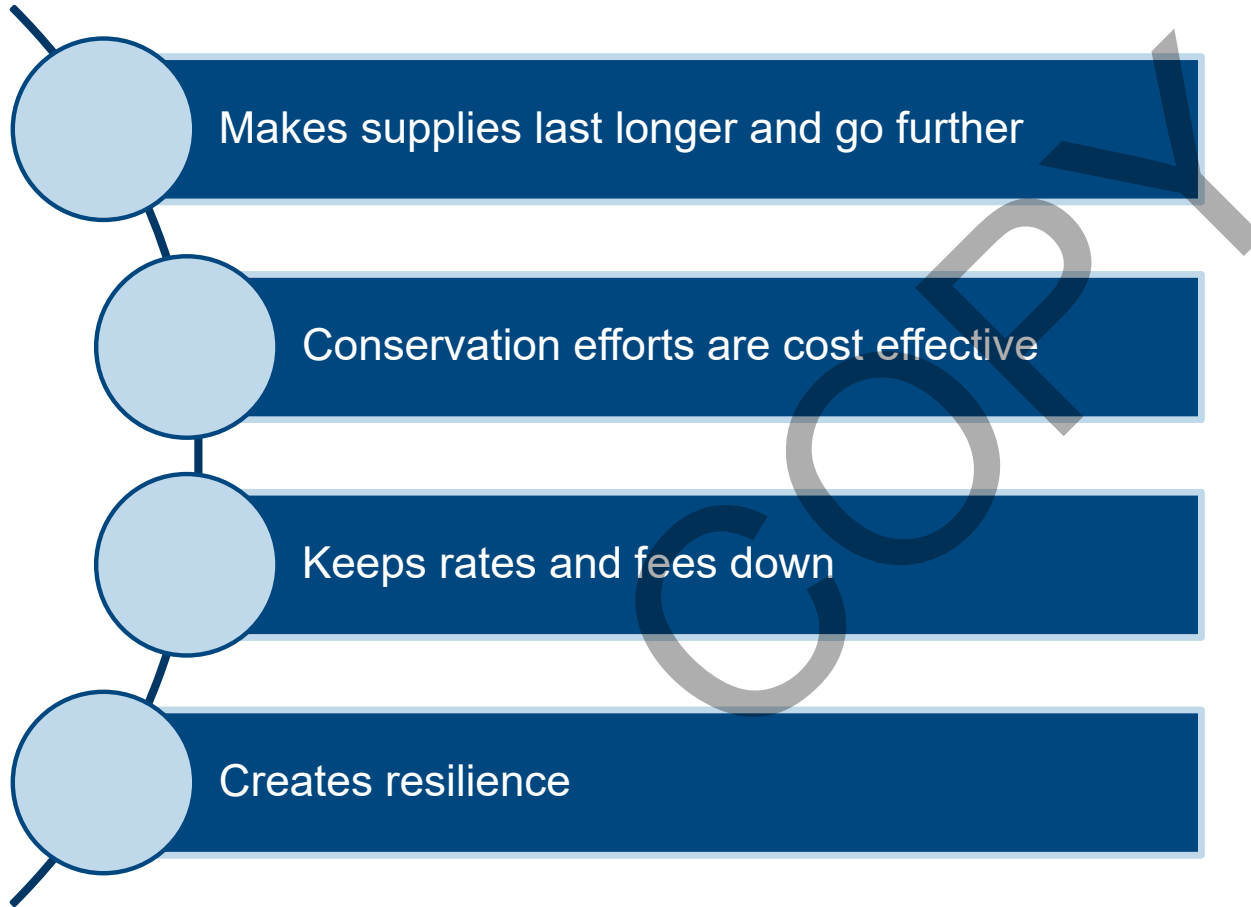 Makes supplies last longer and go further
Conservation efforts are cost effective
Keeps rates and fees down
Creates resilience
COPY